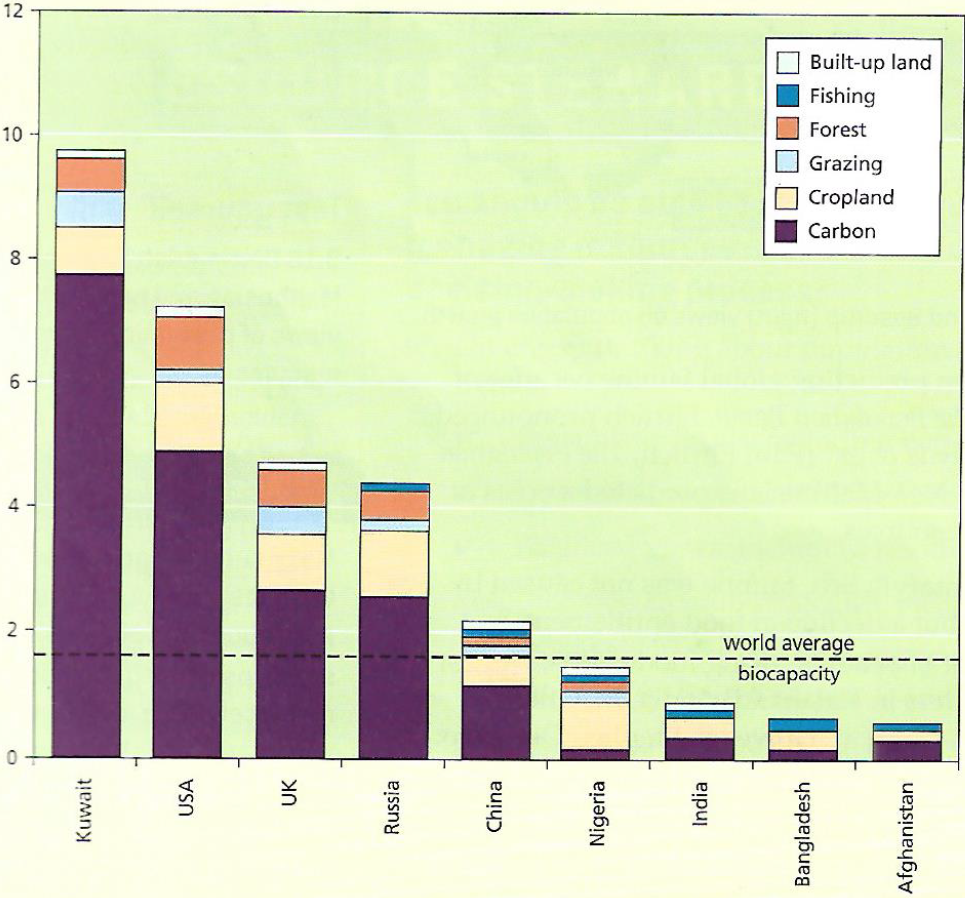 12
10
8
6
4
2
0
Built-up land
Fishing
Forest
Grazing
Cropland
Carbon
world average
biocapacity
Kuwait
USA
UK
Russia
China
Nigeria
India
Bangladesh
Afghanistan